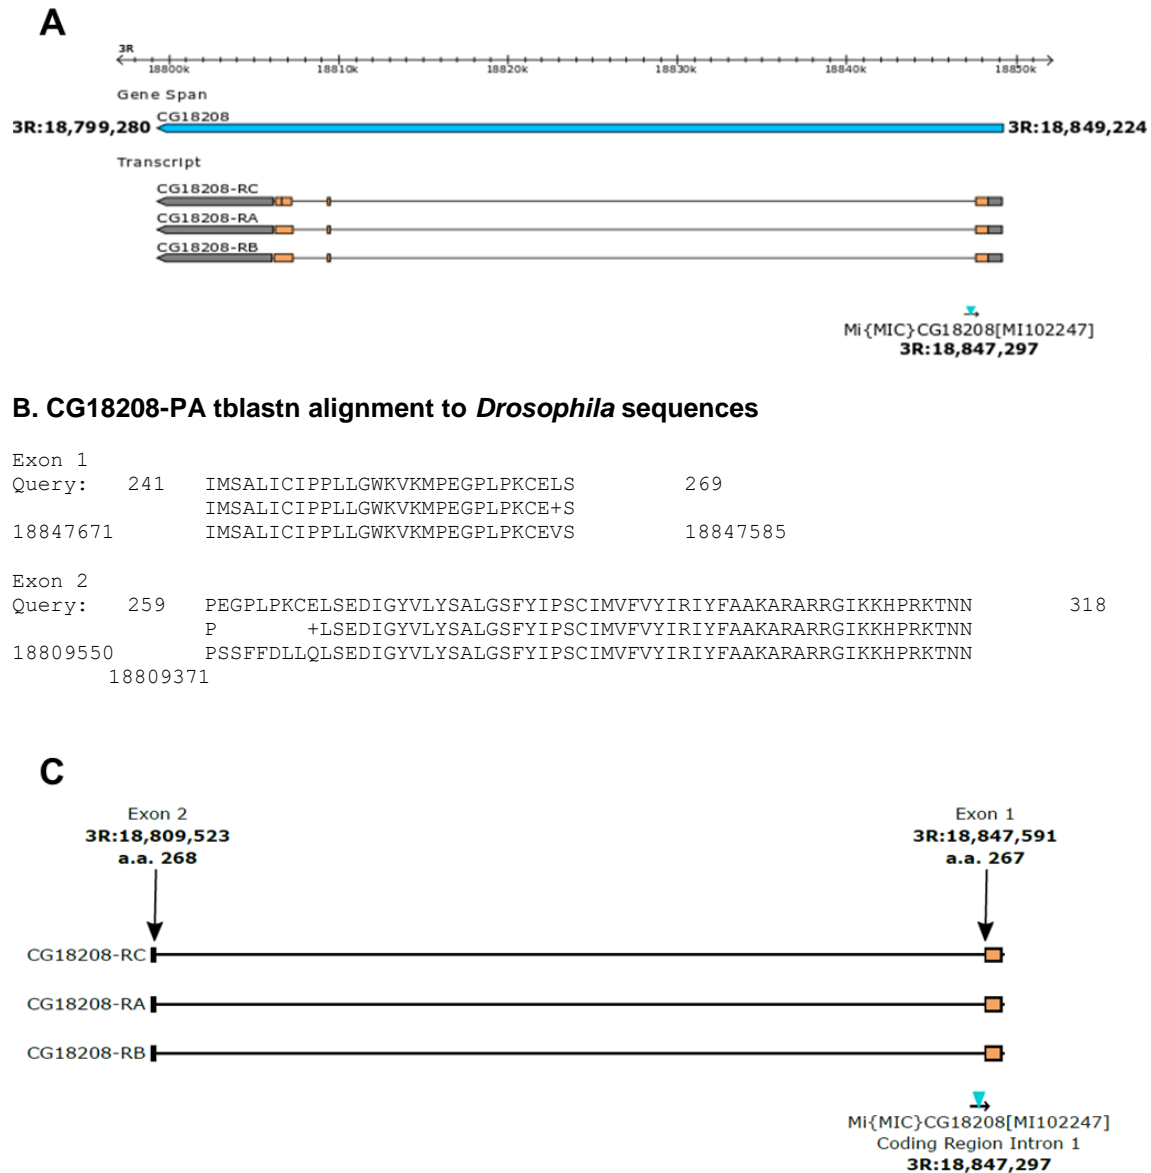 A
3R
18800k 18810k 18820k 18830k 18840k 18850k
Gene Span
CG18208
3R:18,799,280 3R:18,849,224
Transcript
CG18208-RC
CG18208-RA
CG18208-RB
Mi{MIC}CG18208[MI102247]
3R:18,847,297
B. CG18208-PA tblastn alignment to Drosophila sequences
Exon 1
Query: 241 IMSALICIPPLLGWKVKMPEGPLPKCELS 269
IMSALICIPPLLGWKVKMPEGPLPKCE+S
18847671 IMSALICIPPLLGWKVKMPEGPLPKCEVS 18847585
Exon 2
Query: 259 PEGPLPKCELSEDIGYVLYSALGSFYIPSCIMVFVYIRIYFAAKARARRGIKKHPRKTNN 318
P +LSEDIGYVLYSALGSFYIPSCIMVFVYIRIYFAAKARARRGIKKHPRKTNN
18809550 PSSFFDLLQLSEDIGYVLYSALGSFYIPSCIMVFVYIRIYFAAKARARRGIKKHPRKTNN
18809371
C
Exon 2 Exon 1
3R:18,809,523 3R:18,847,591
a.a. 268 a.a. 267
CG18208-RC
CG18208-RA
CG18208-RB
Mi{MIC}CG18208[MI102247]
Coding Region Intron 1
3R:18,847,297